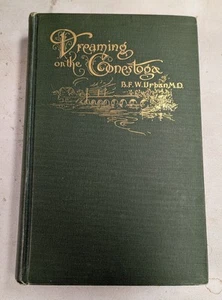 Dreaming
on the Conestoga
B.F.W. Urban M.D.